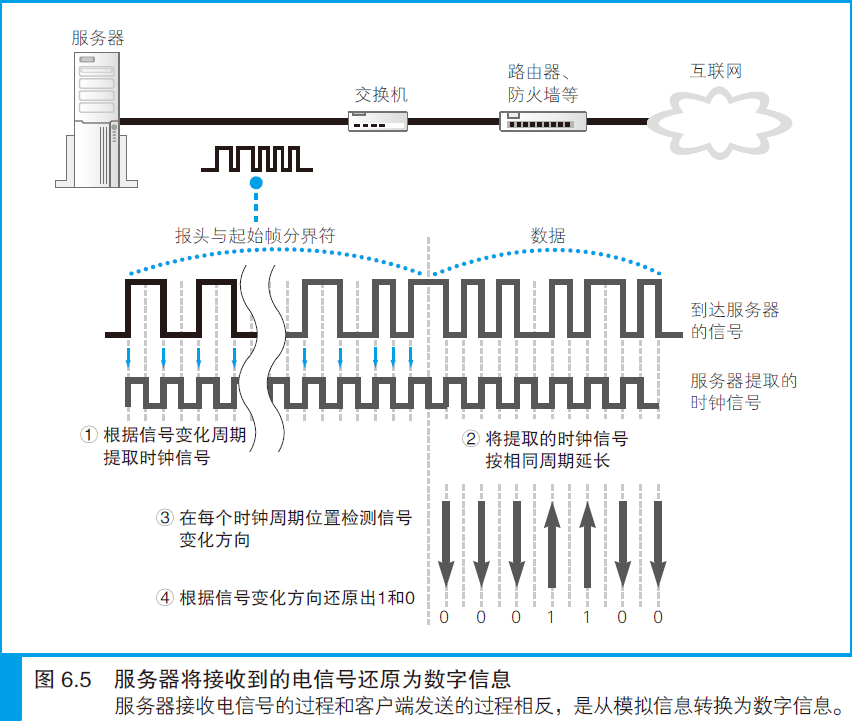 服务器
交换机
路由器、
防火墙等
互联网
报头与起始帧分界符
数据
到达服务器
的信号
服务器提取的
时钟信号
① 根据信号变化周期
提取时钟信号
② 将提取的时钟信号
按相同周期延长
③ 在每个时钟周期位置检测信号
变化方向
④ 根据信号变化方向还原出1和0
0 0 0 1 1 0 0
图 6.5 服务器将接收到的电信号还原为数字信息
服务器接收电信号的过程和客户端发送的过程相反，是从模拟信息转换为数字信息。